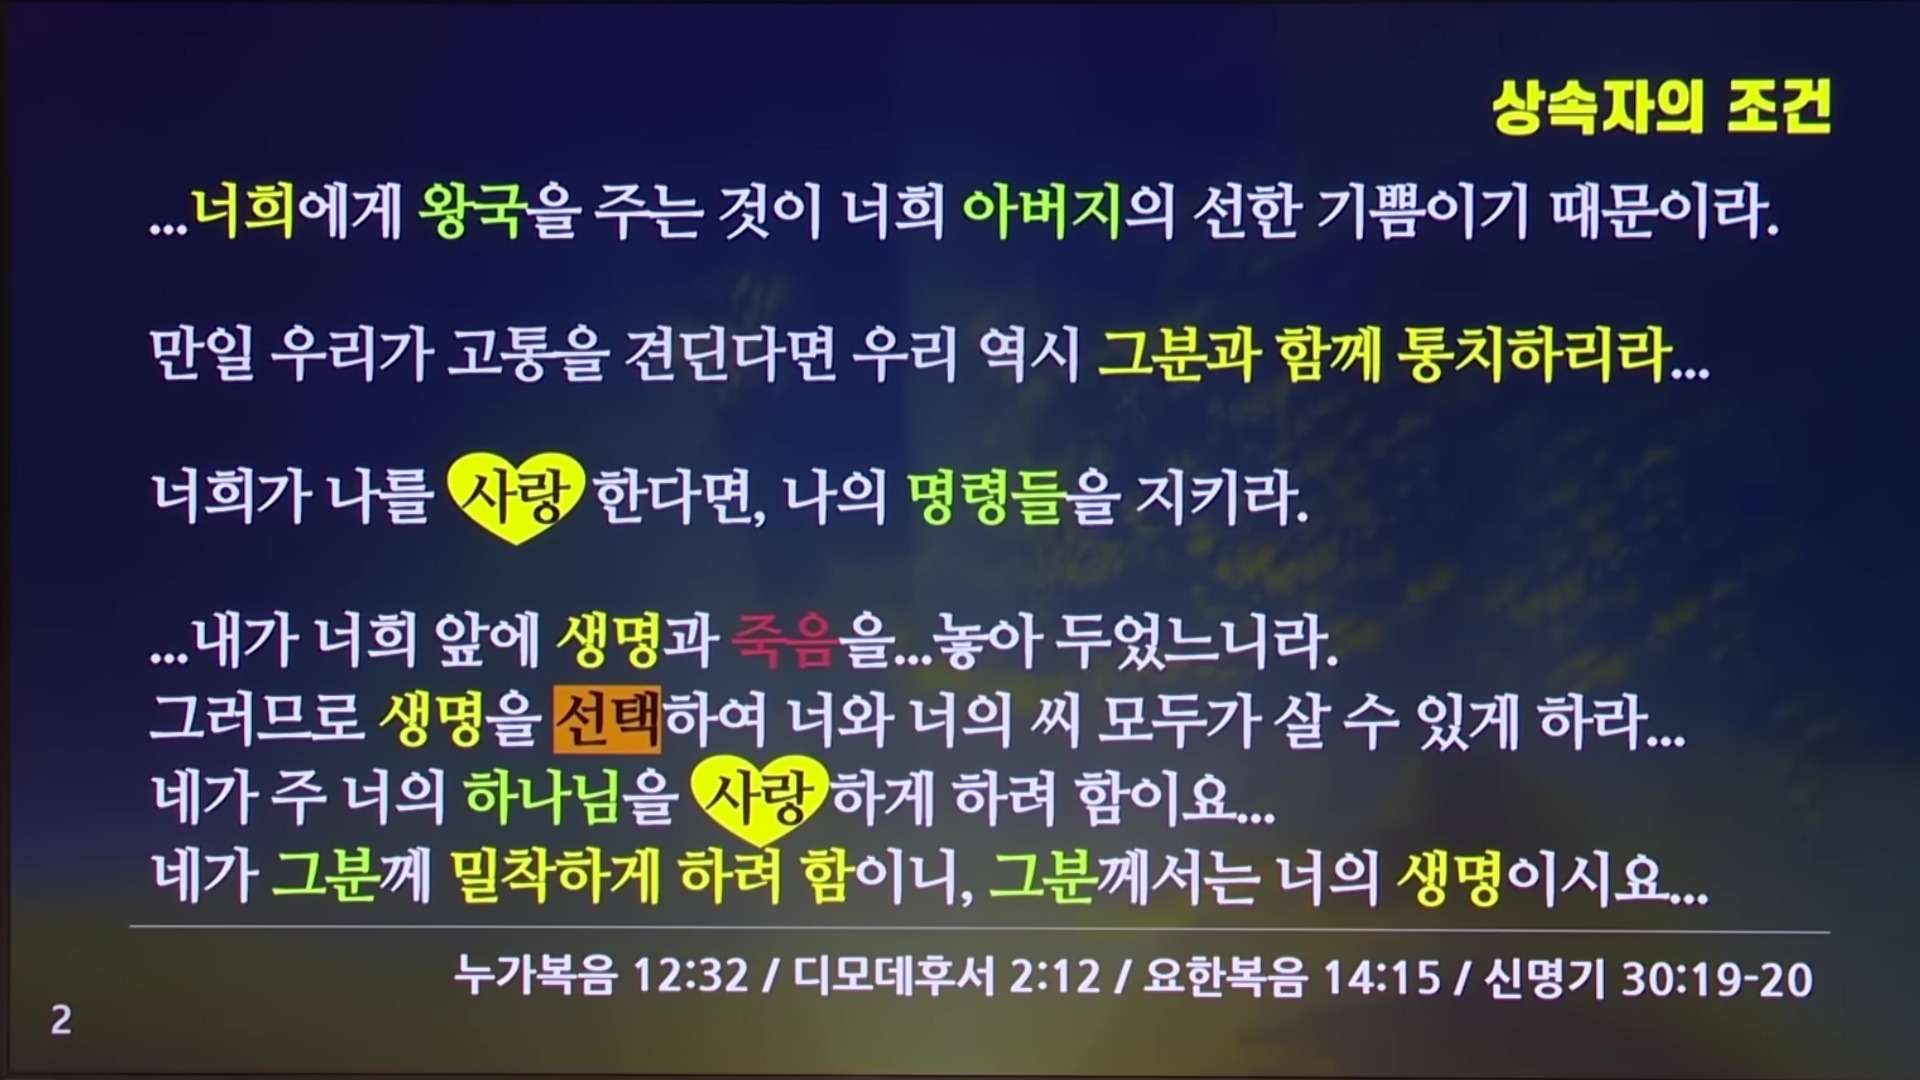 상속자의 조건
...너희에게 왕국을 주는 것이 너희 아버지의 선한 기쁨이기 때문이라.
만일 우리가 고통을 견딘다면 우리 역시 그분과 함께 통치하리라...
너희가 나를 사랑한다면, 나의 명령들을 지키라.
...내가 너희 앞에 생명과 죽음을...놓아 두었느니라.
그러므로 생명을 선택하여 너와 너의 씨 모두가 살 수 있게 하라...
네가 주 너의 하나님을 사랑하게 하려 함이요...
네가 그분께 밀착하게 하려 함이니, 그분께서는 너의 생명이시요...
누가복음 12:32 / 디모데후서 2:12 / 요한복음 14:15 / 신명기 30:19-20
2